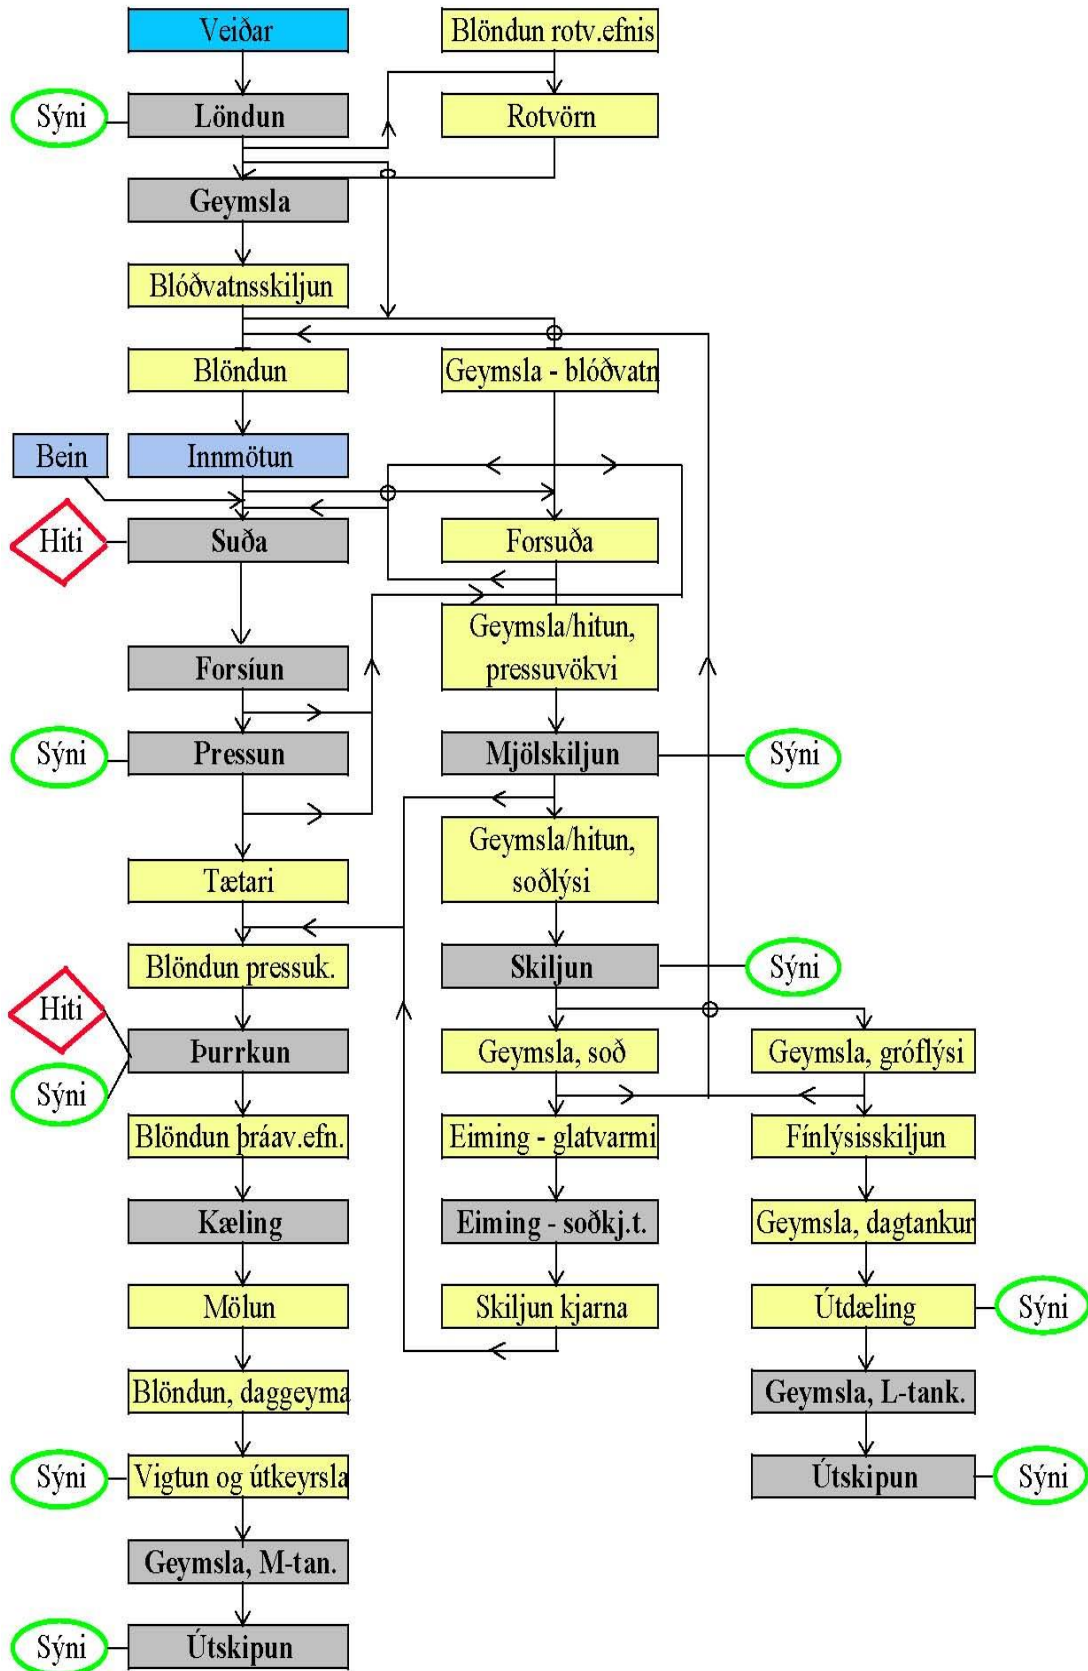 Veiðar
Blöndun rotv.efnis
Sýni
Löndun
Rotvörn
Geymsla
Blóðvatnsskiljun
Blöndun
Geymsla - blóðvatn
Bein
Innmötun
Hiti
Suða
Forsuða
Geymsla/hitun,
pressuvökvi
Forsíun
Sýni
Pressun
Mjölskiljun
Sýni
Geymsla/hitun,
soðlýsi
Tætari
Blöndun pressuk.
Skiljun
Sýni
Hiti
Þurrkun
Sýni
Geymsla, soð
Geymsla, gróflýsi
Blöndun þráav.efn.
Eiming - glatvarmi
Fínlýsisskiljun
Kæling
Eiming - soðkj.t.
Geymsla, dagtankur
Mölun
Skiljun kjarna
Útdæling
Sýni
Blöndun, daggeyma
Geymsla, L-tank.
Sýni
Vigtun og útkeyrsla
Útskipun
Sýni
Geymsla, M-tan.
Sýni
Útskipun